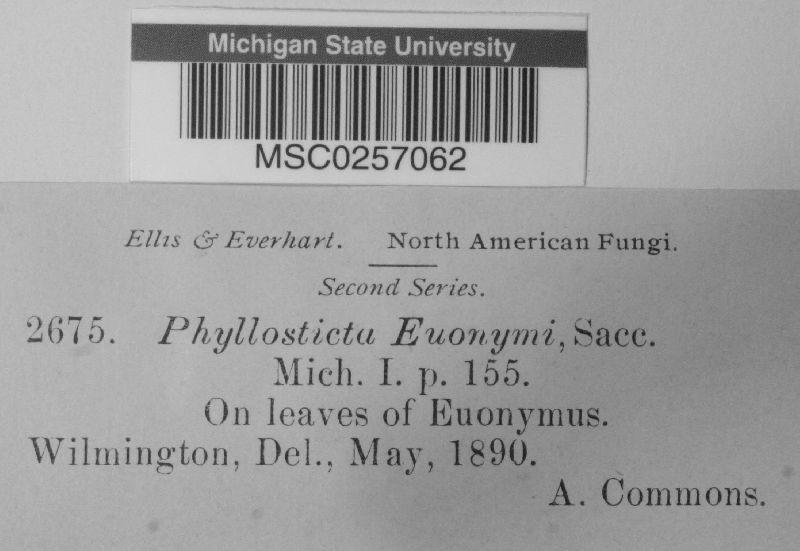 Michigan State University
MSC0257062
Ellis & Everhart. North American Fungi.
Second Series.
2675. Phyllosticta Euonymi, Sacc.
Mich. I. p. 155.
On leaves of Euonymus.
Wilmington, Del., May, 1890.
A. Commons.